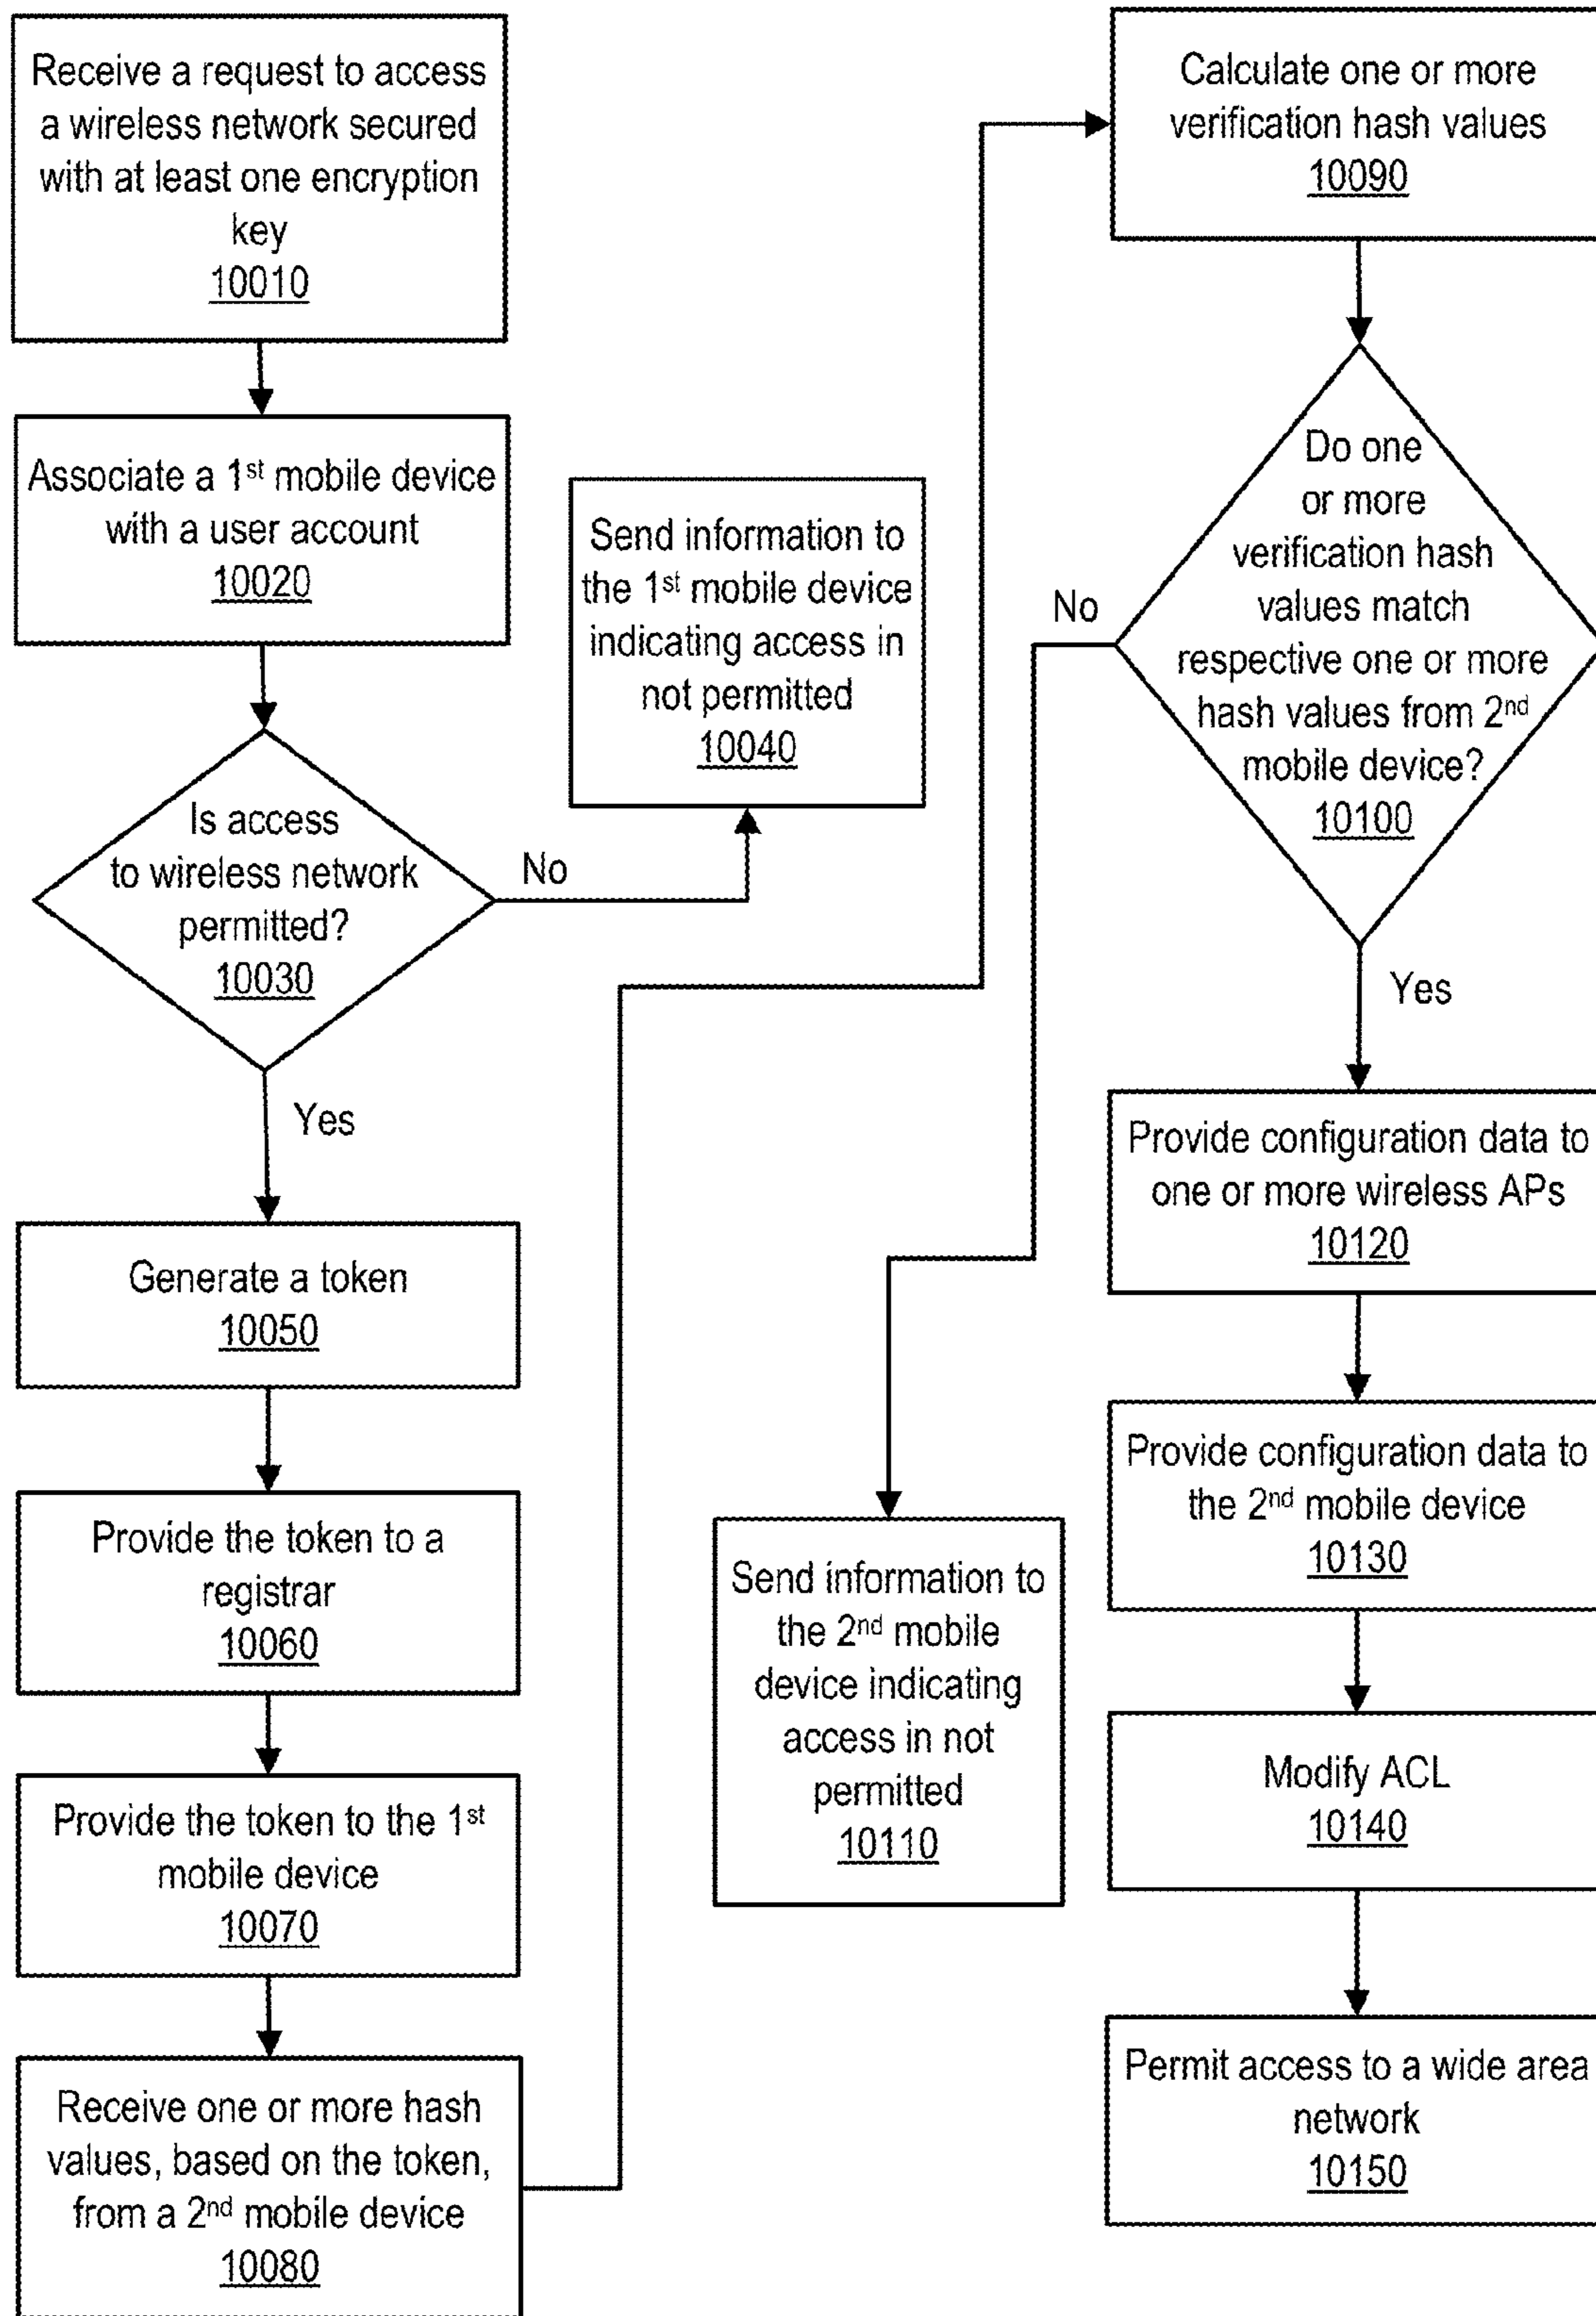 Receive a request to access
a wireless network secured
with at least one encryption
key
10010
Associate a 1st mobile device
with a user account
10020
Is access
to wireless network
permitted?
10030
No
Send information to
the 1st mobile device
indicating access in
not permitted
10040
Yes
Generate a token
10050
Provide the token to a
registrar
10060
Provide the token to the 1st
mobile device
10070
Receive one or more hash
values, based on the token,
from a 2nd mobile device
10080
Calculate one or more
verification hash values
10090
Do one
or more
verification hash
values match
respective one or more
hash values from 2nd
mobile device?
10100
No
Send information to
the 2nd mobile
device indicating
access in not
permitted
10110
Yes
Provide configuration data to
one or more wireless APs
10120
Provide configuration data to
the 2nd mobile device
10130
Modify ACL
10140
Permit access to a wide area
network
10150